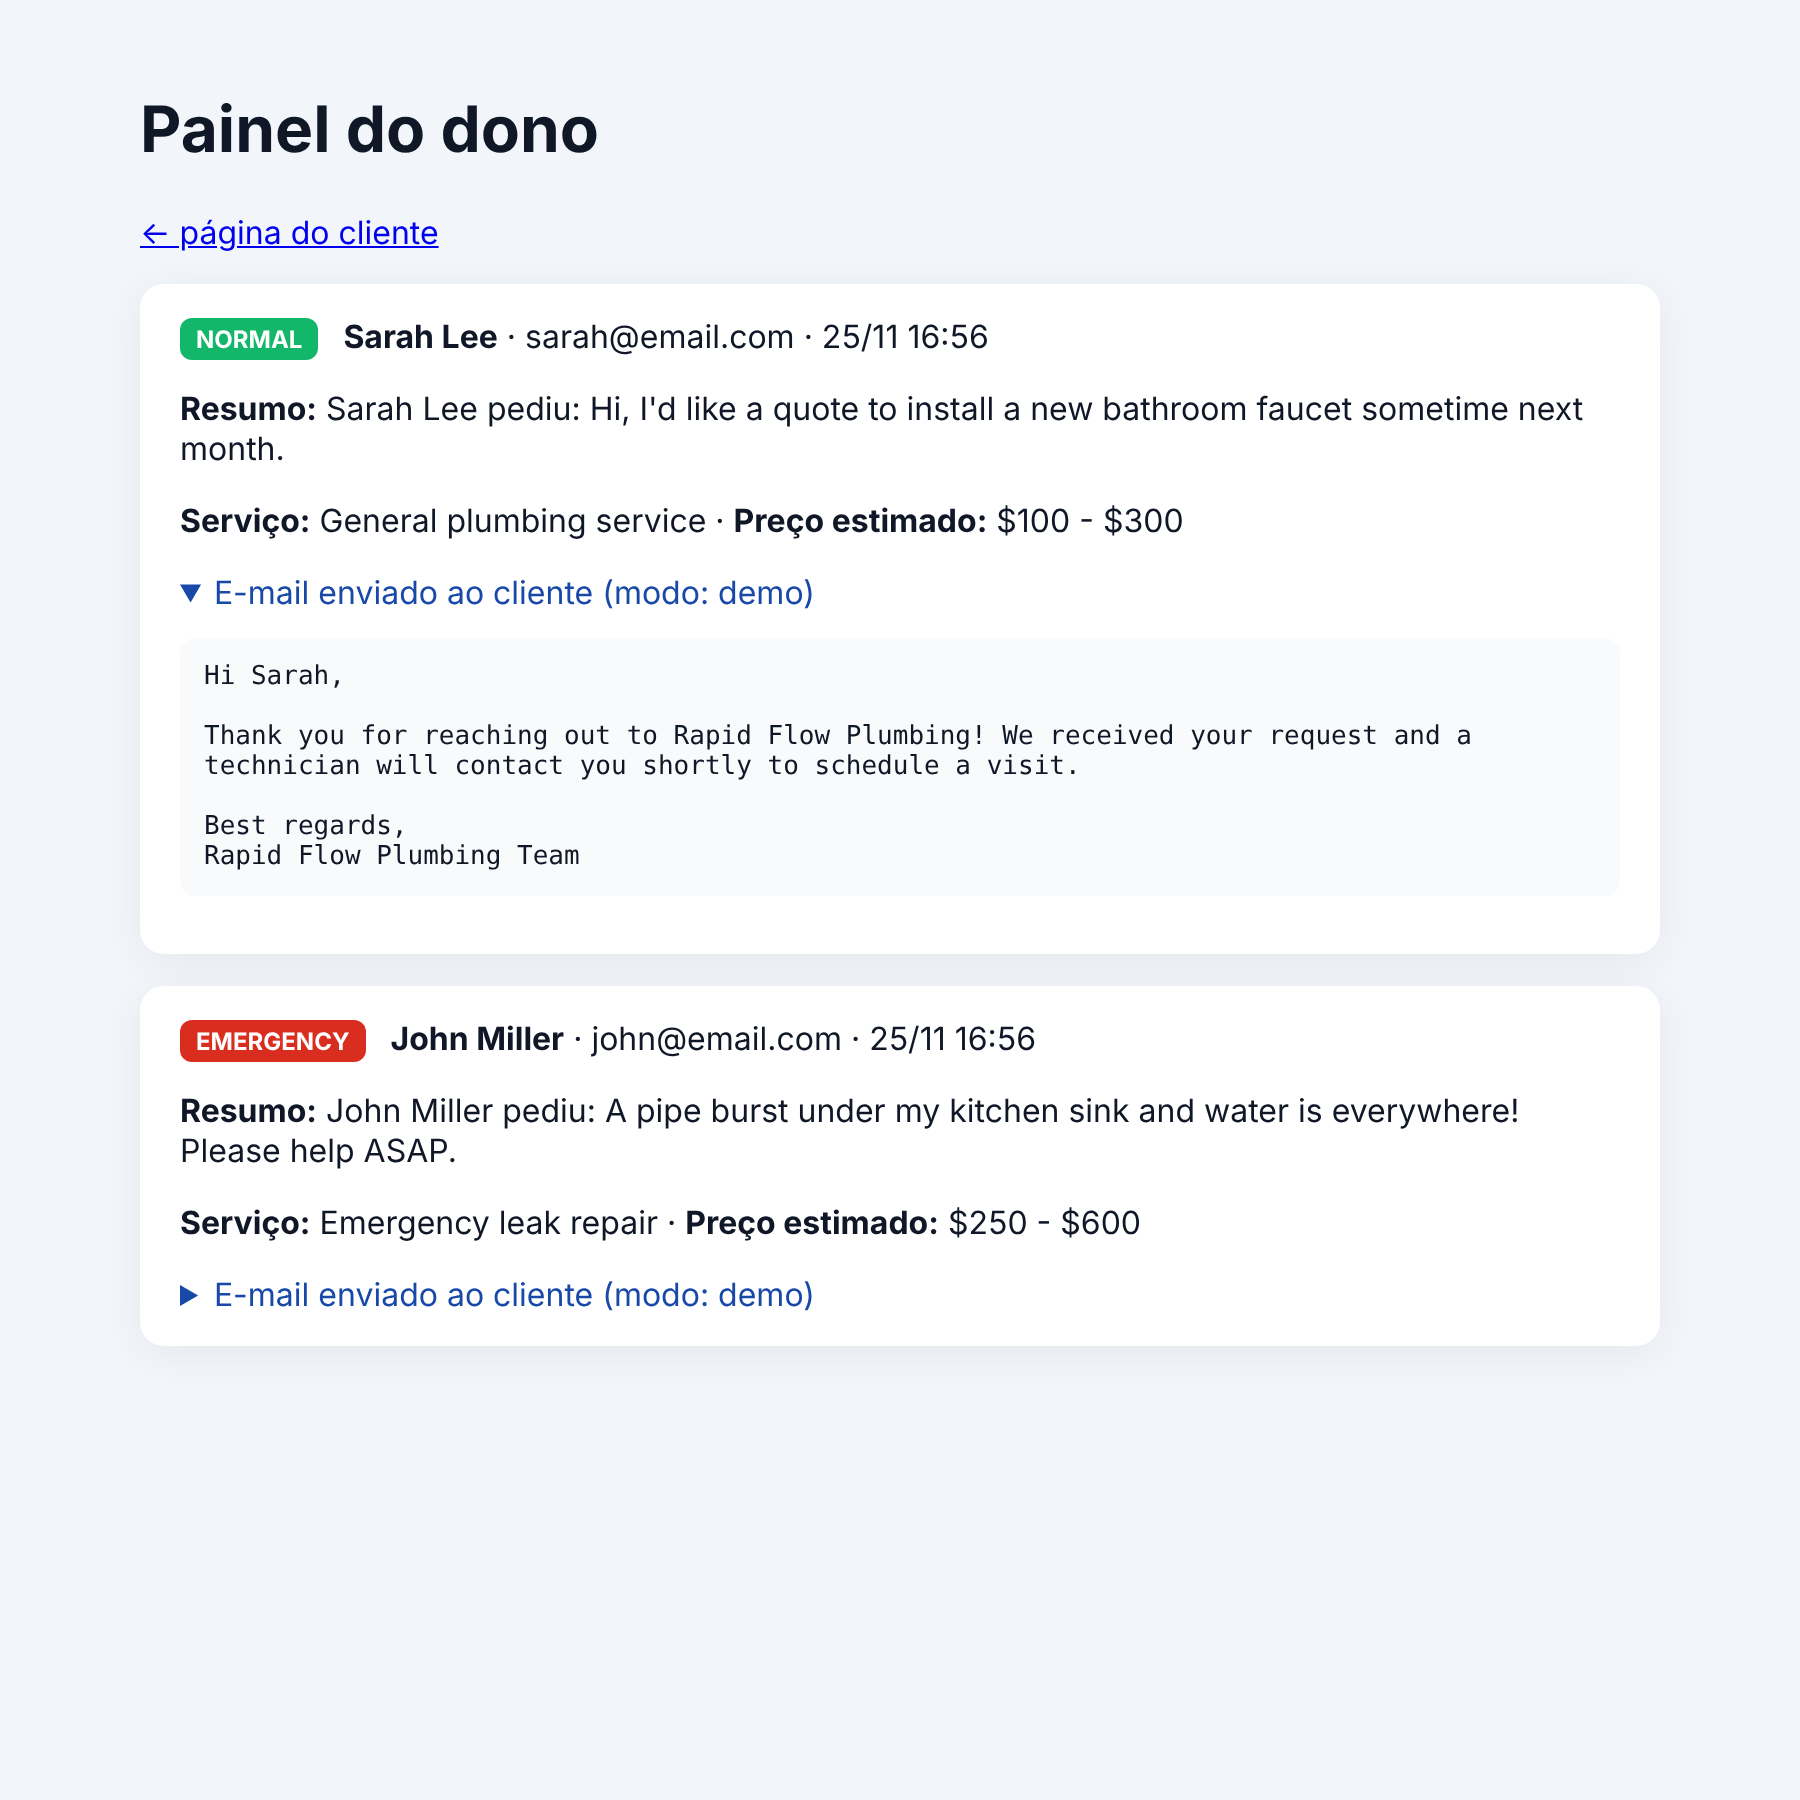 Painel do dono
← página do cliente
NORMAL Sarah Lee · sarah@email.com · 25/11 16:56
Resumo: Sarah Lee pediu: Hi, I'd like a quote to install a new bathroom faucet sometime next
month.
Serviço: General plumbing service · Preço estimado: $100 - $300
▼ E-mail enviado ao cliente (modo: demo)
Hi Sarah,
Thank you for reaching out to Rapid Flow Plumbing! We received your request and a
technician will contact you shortly to schedule a visit.
Best regards,
Rapid Flow Plumbing Team
EMERGENCY John Miller · john@email.com · 25/11 16:56
Resumo: John Miller pediu: A pipe burst under my kitchen sink and water is everywhere!
Please help ASAP.
Serviço: Emergency leak repair · Preço estimado: $250 - $600
▶ E-mail enviado ao cliente (modo: demo)